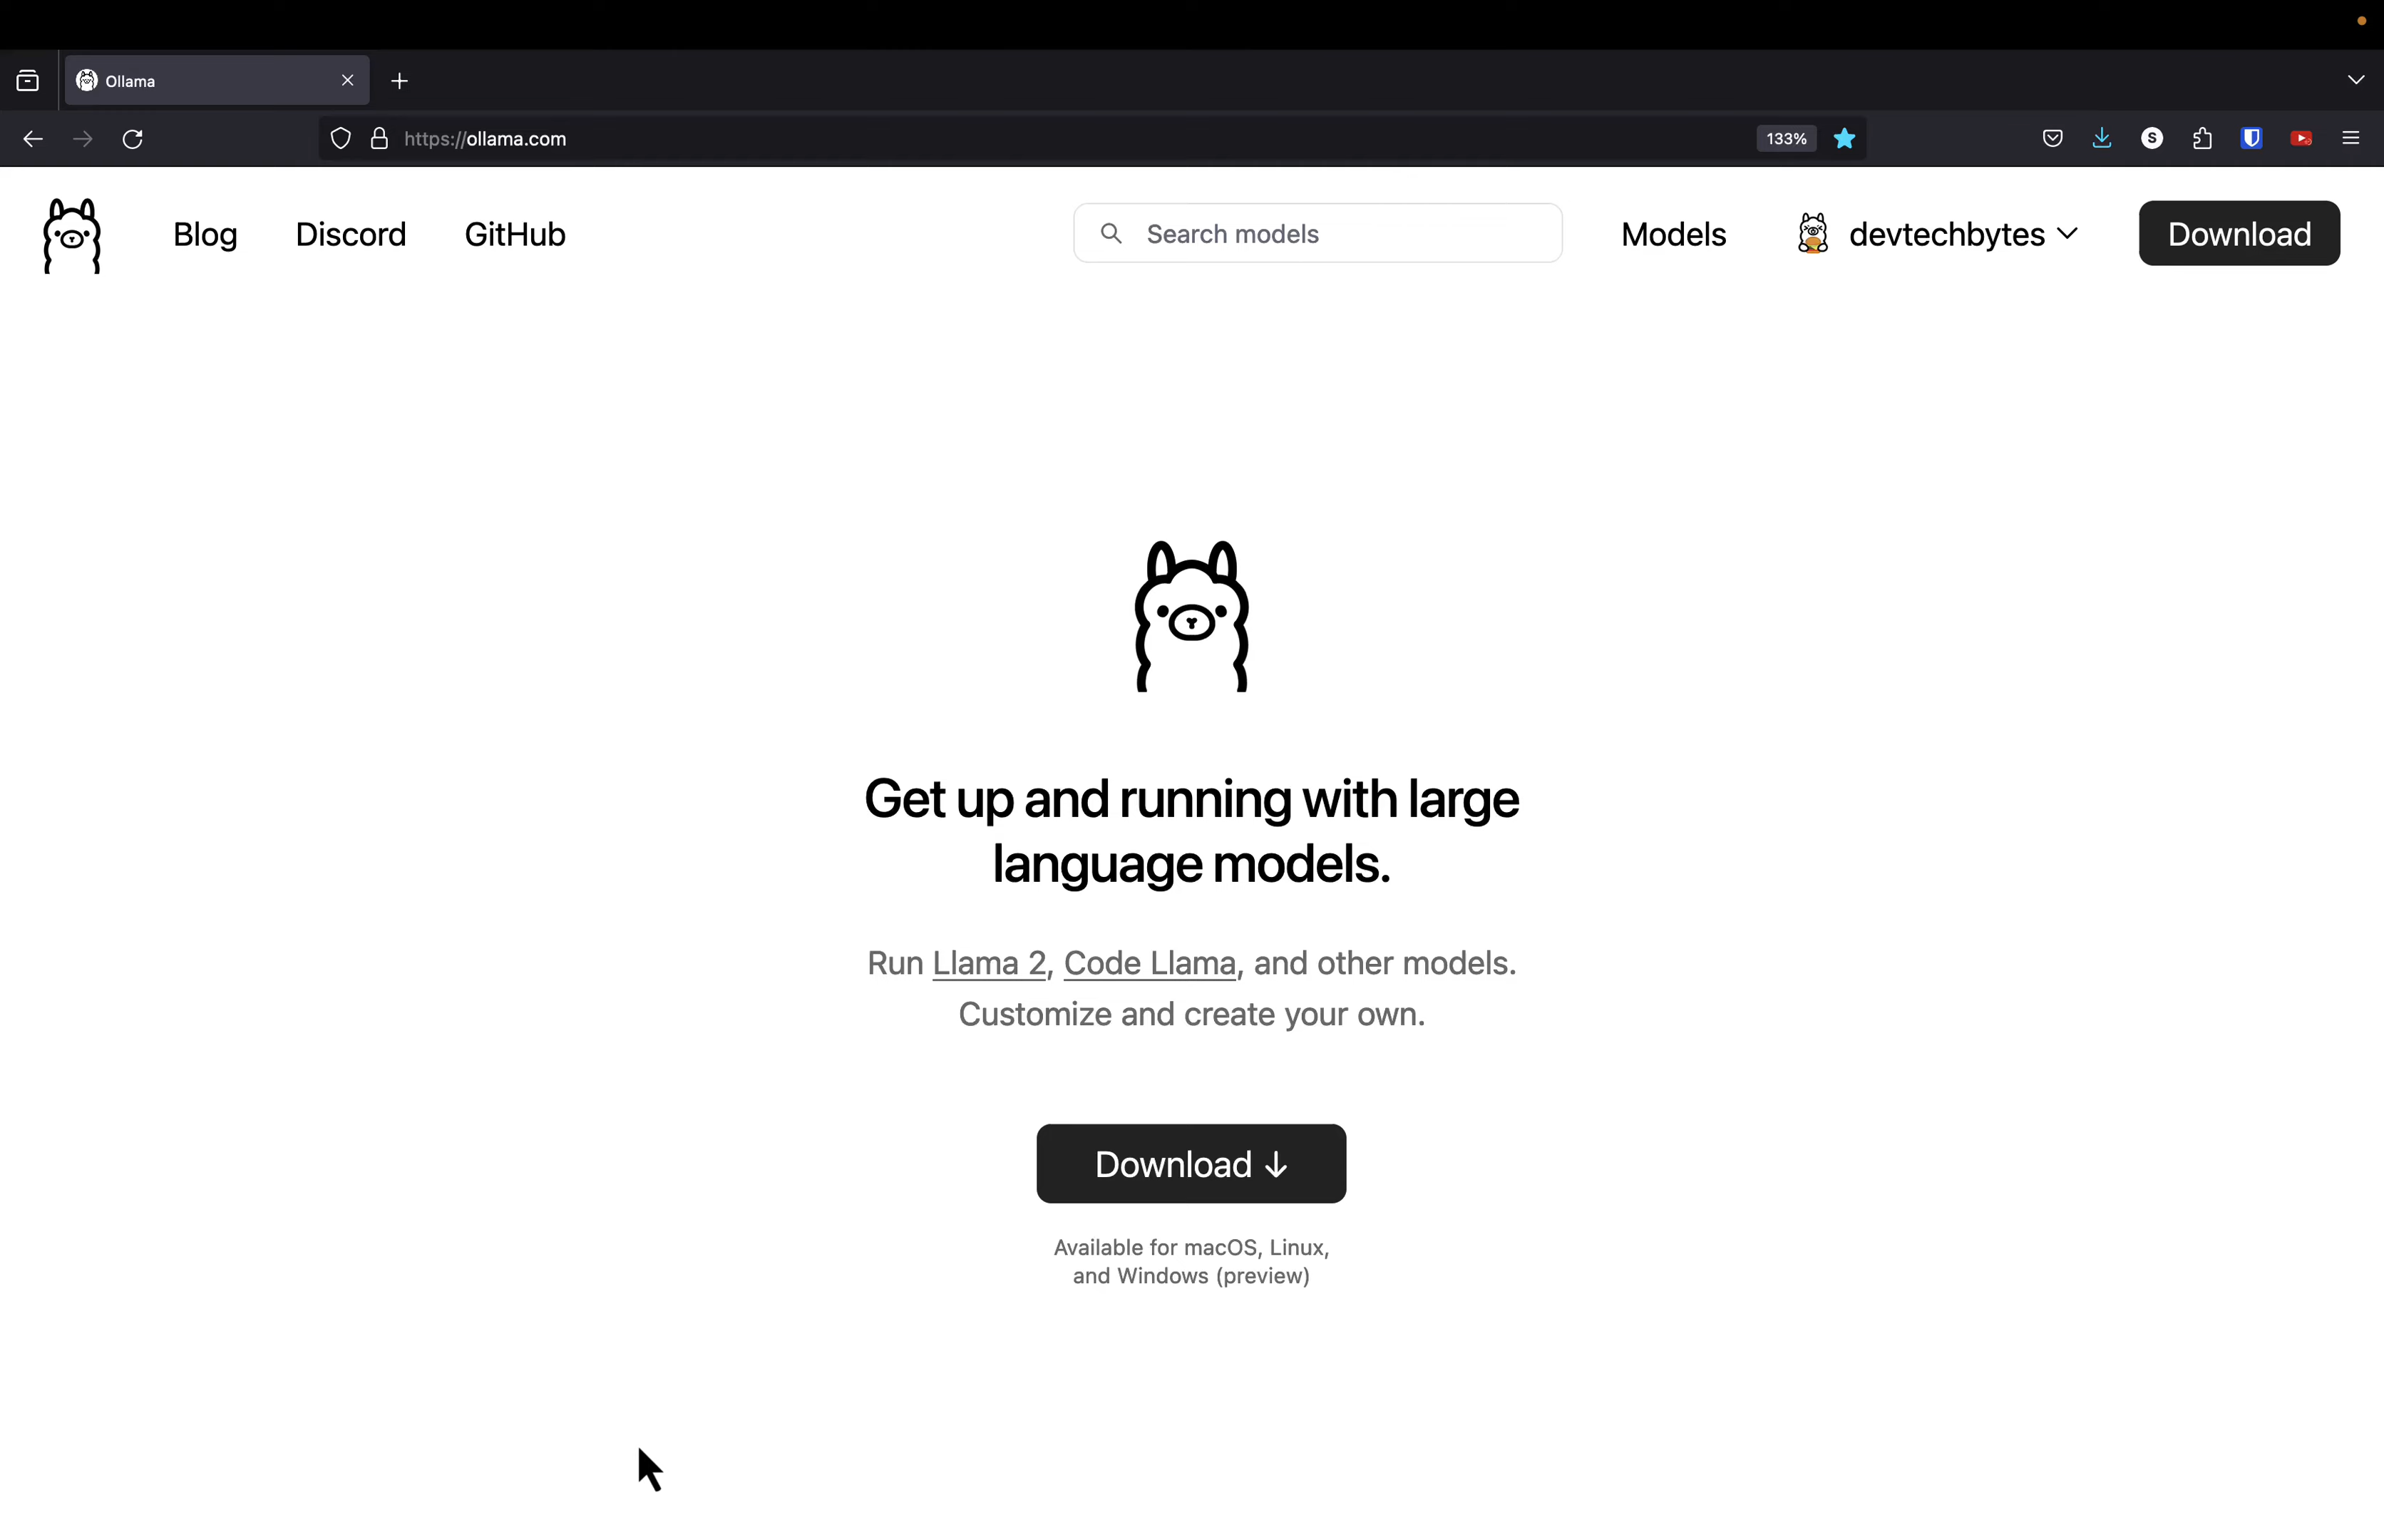 Ollama
https://ollama.com
133%
S
Blog
Discord
GitHub
Search models
Models
devtechbytes
Download
Get up and running with large
language models.
Run Llama 2, Code Llama, and other models.
Customize and create your own.
Download ↓
Available for macOS, Linux,
and Windows (preview)